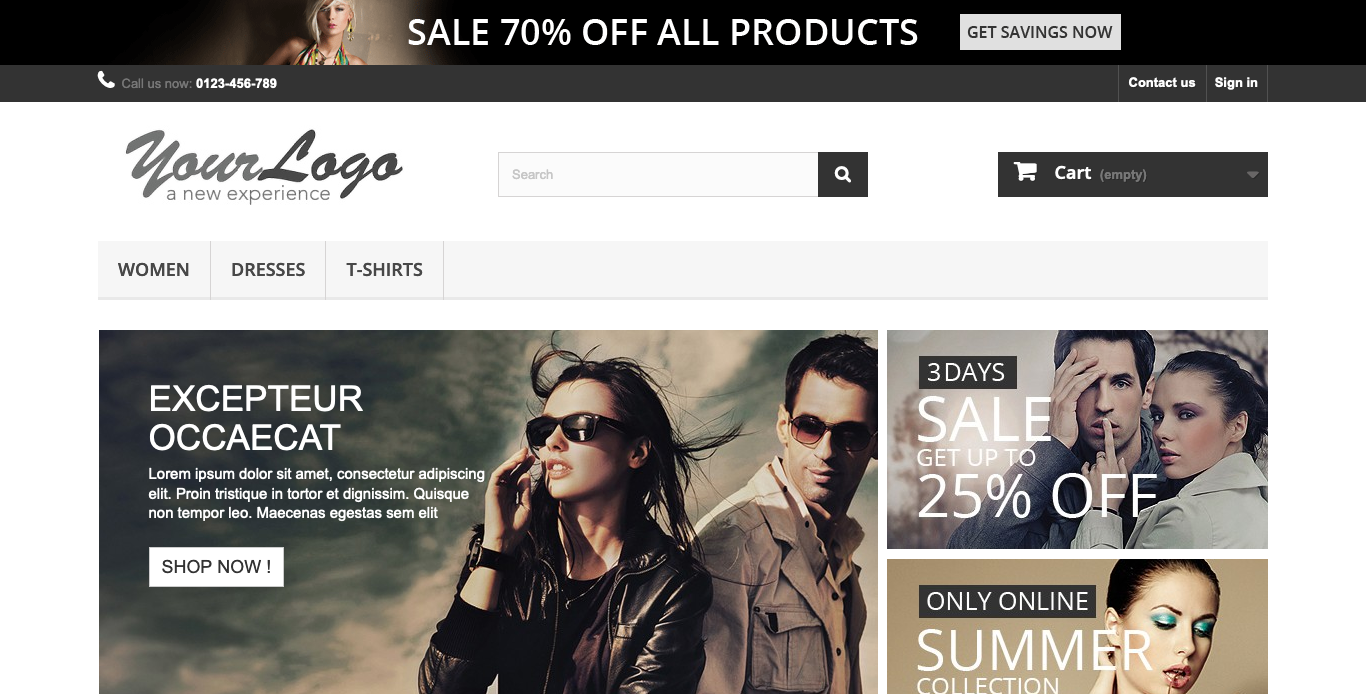 SALE 70% OFF ALL PRODUCTS
GET SAVINGS NOW
Call us now: 0123-456-789
Contact us
Sign in
YourLogo
a new experience
Search
Cart (empty)
WOMEN
DRESSES
T-SHIRTS
EXCEPTEUR
OCCAECAT
Lorem ipsum dolor sit amet, consectetur adipiscing
elit. Proin tristique in tortor et dignissim. Quisque
non tempor leo. Maecenas egestas sem elit
SHOP NOW !
3 DAYS
SALE
GET UP TO
25% OFF
ONLY ONLINE
SUMMER
COLLECTION